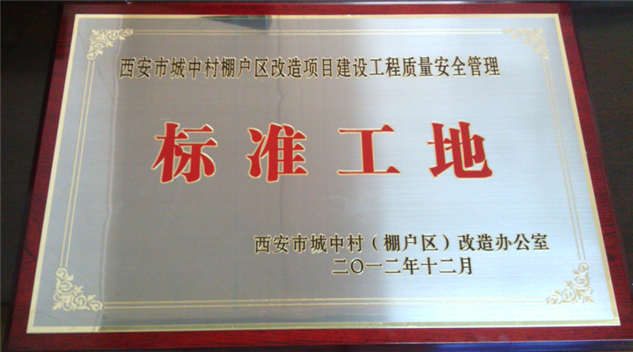 西安市城中村棚户区改造项目建设工程质量安全管理
标准工地
西安市城中村（棚户区）改造办公室
二〇一二年十二月